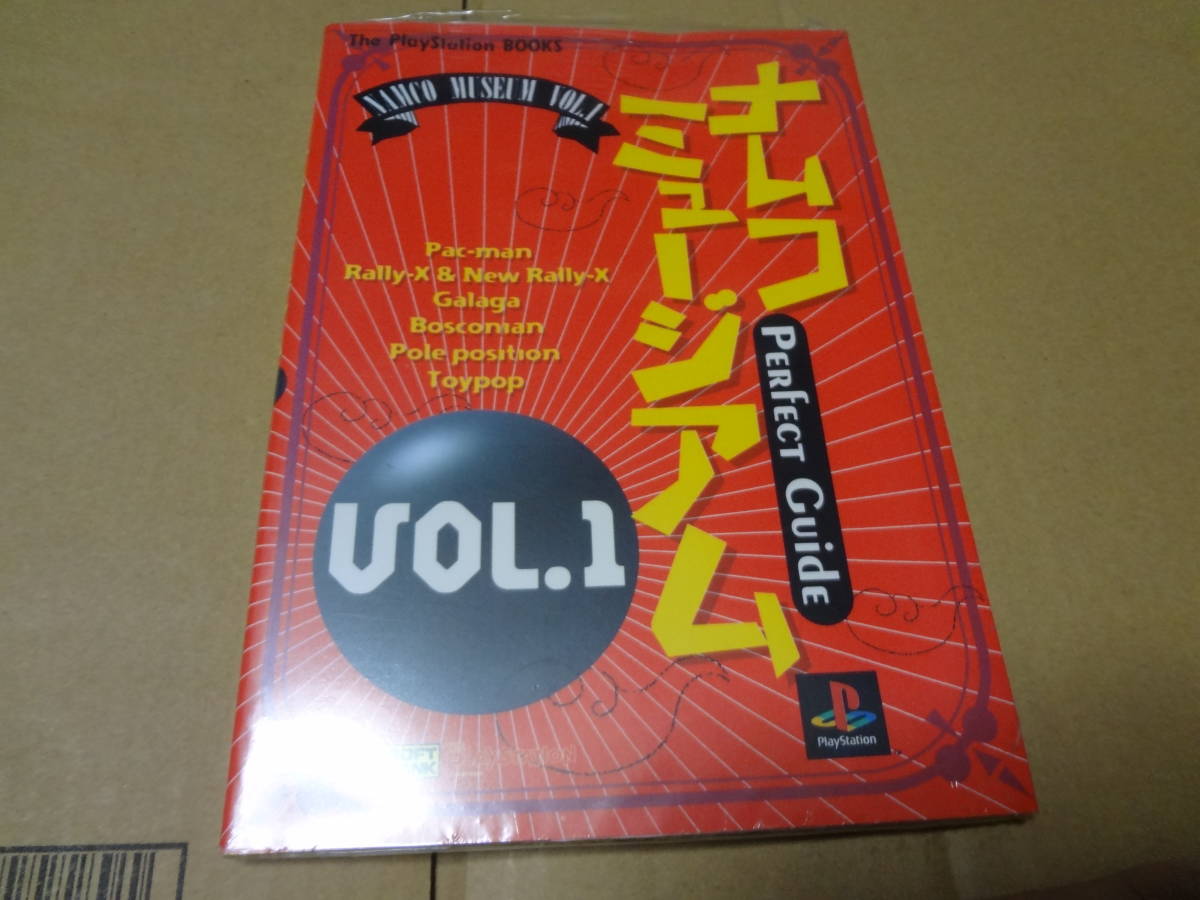 The PlayStation BOOKS
NAMCO MUSEUM VOL.1
ナムコ
ミュージアム
PERFECT GUIDE
Pac-man
Rally-X & New Rally-X
Galaga
Bosconian
Pole position
Toypop
VOL.1
PlayStation